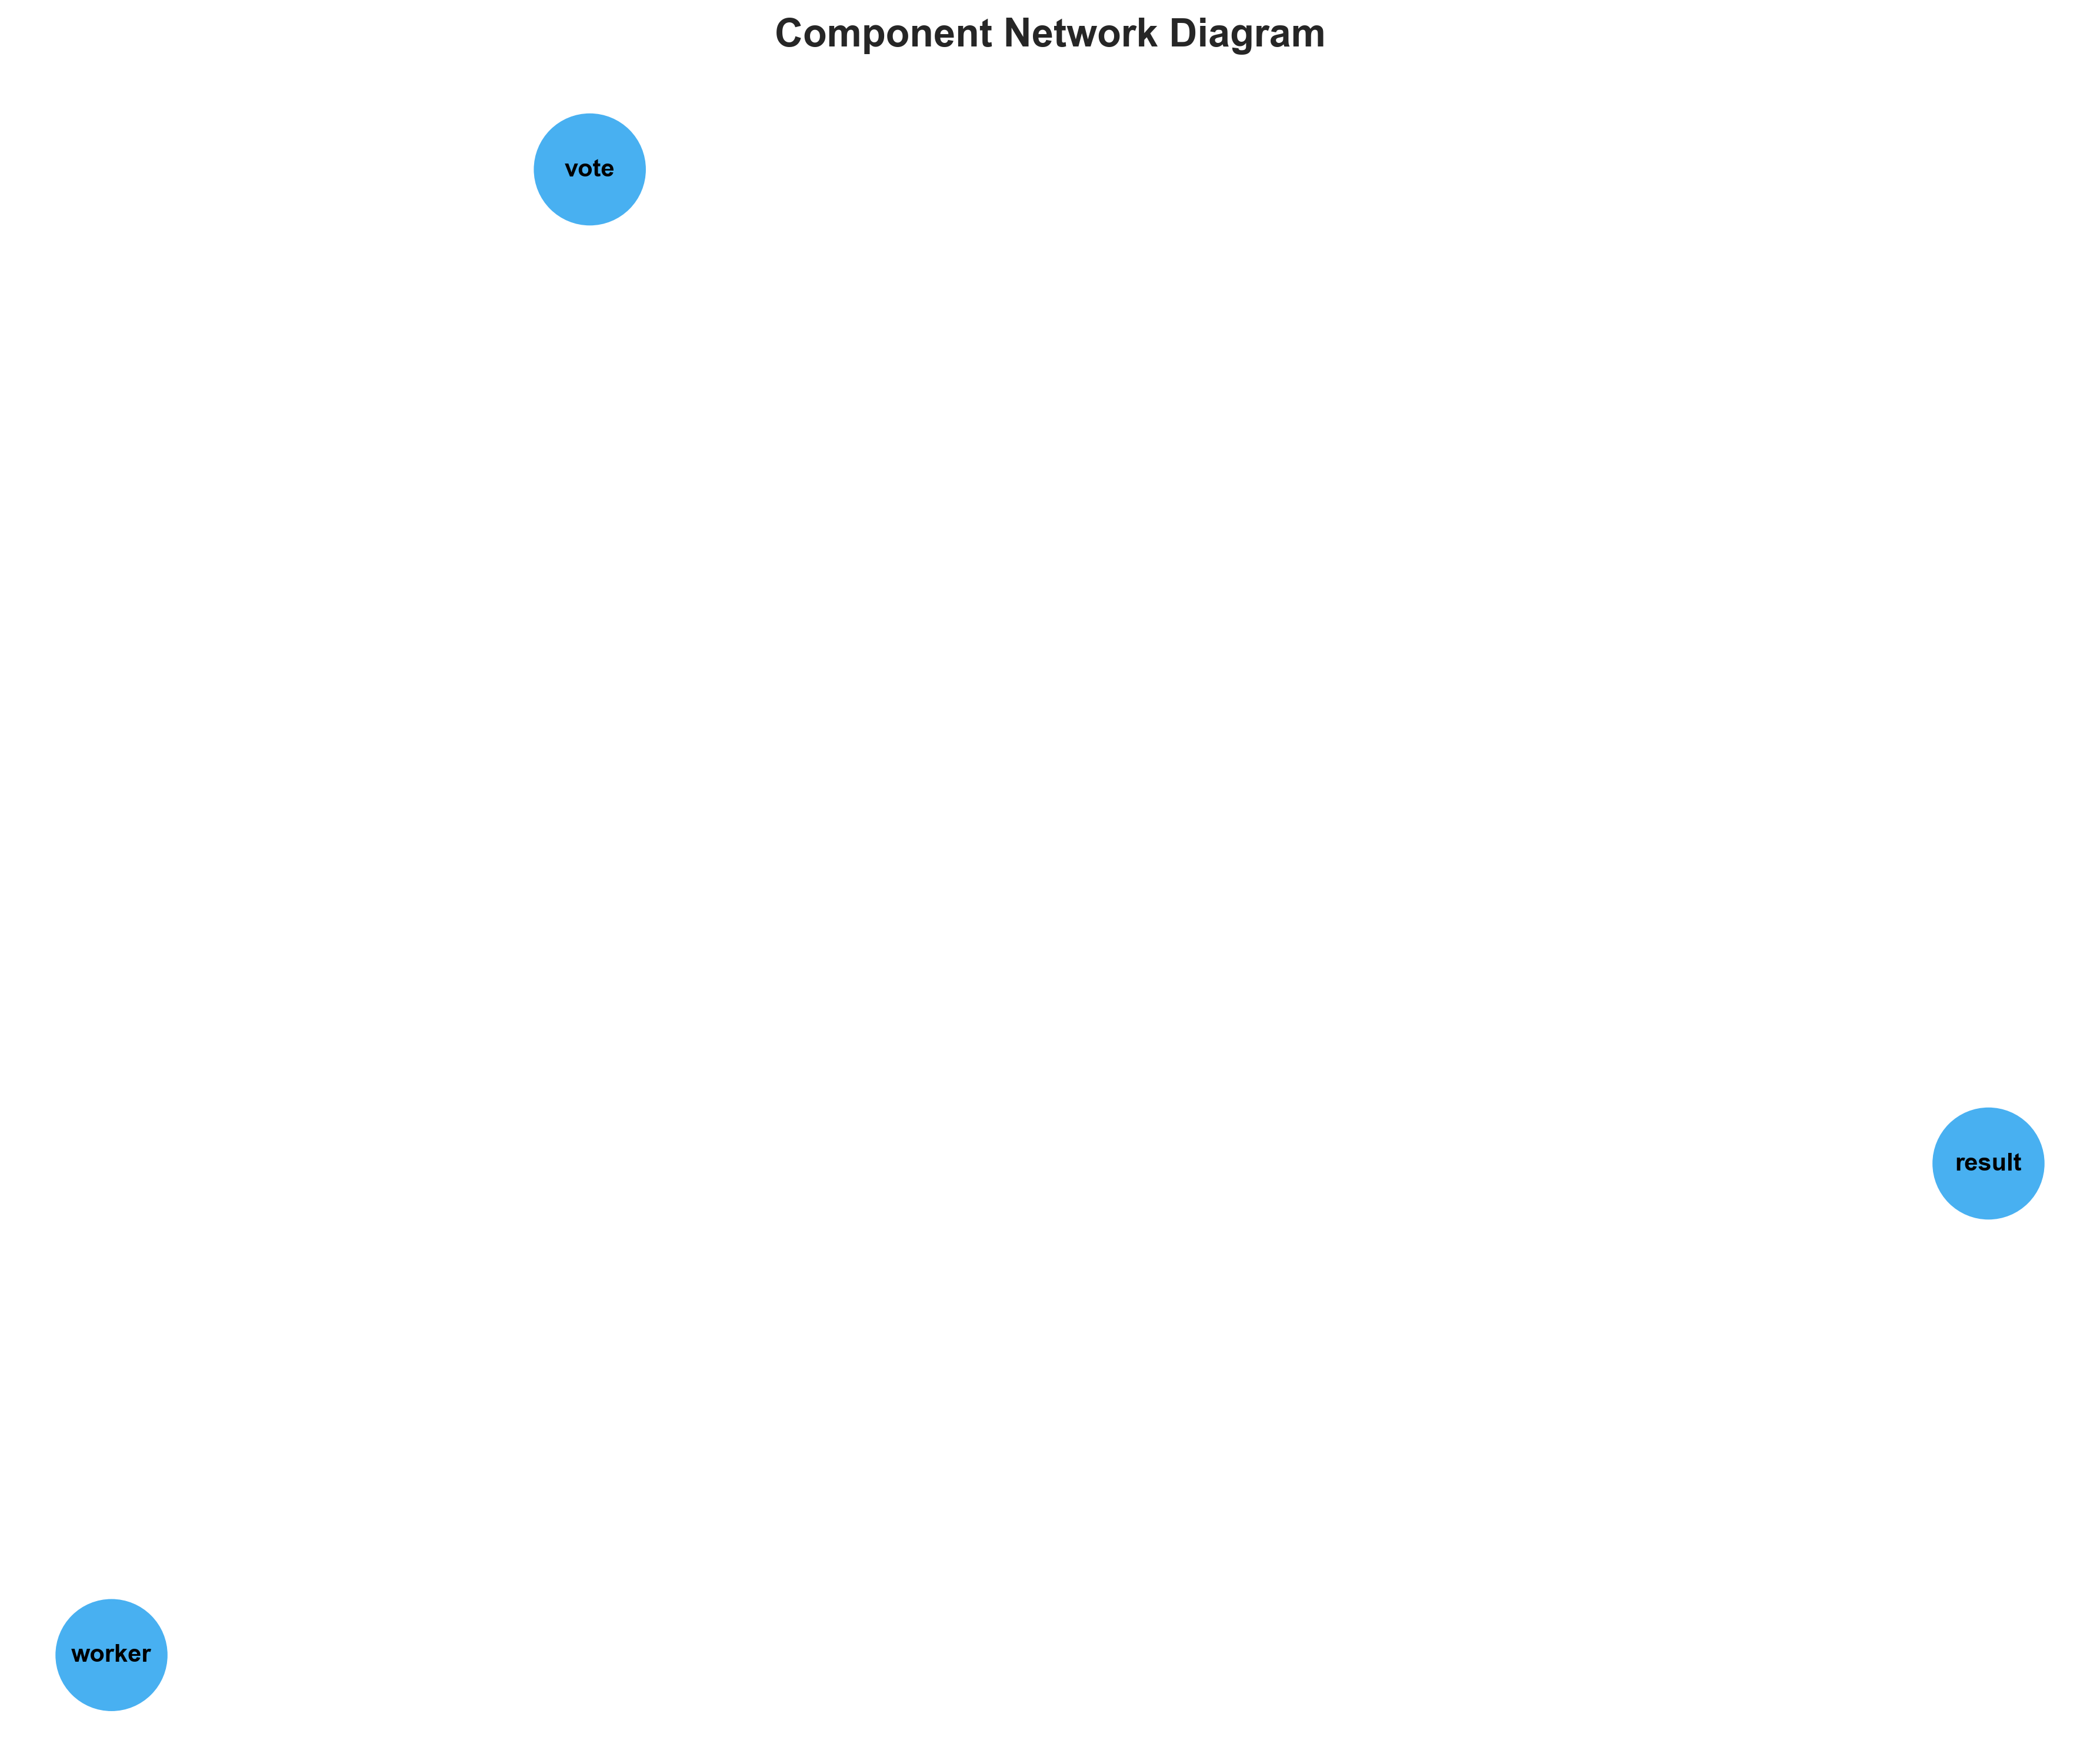 Component Network Diagram
vote
result
worker